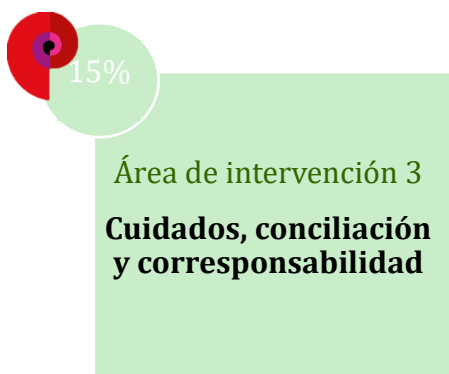 15%
Área de intervención 3
Cuidados, conciliación
y corresponsabilidad